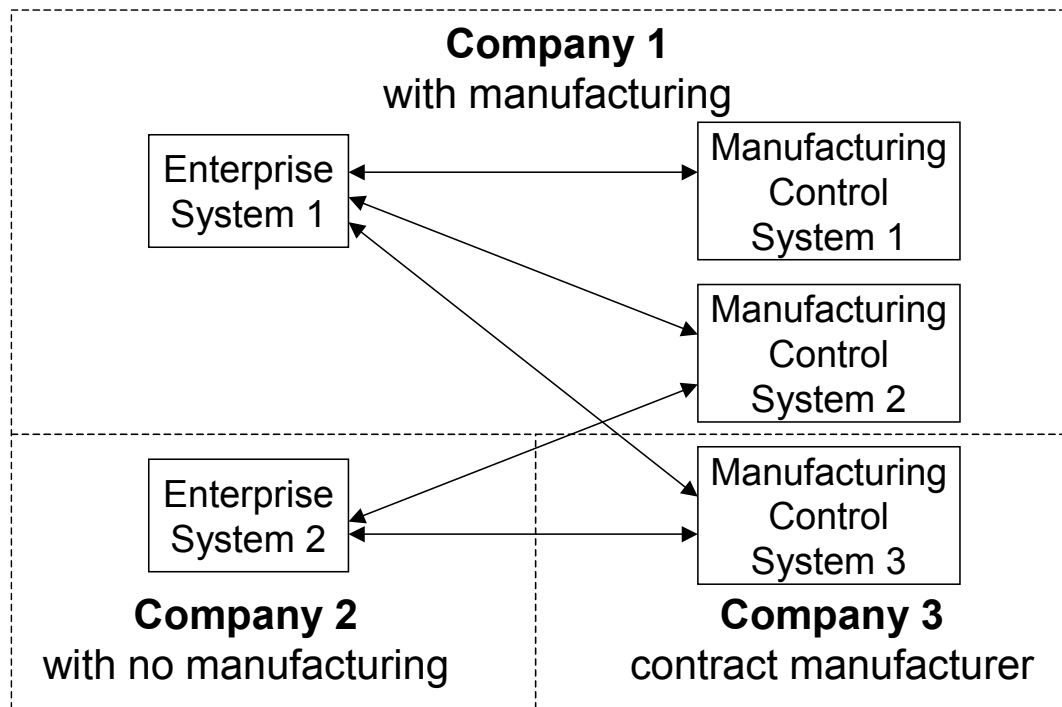 Company 1
with manufacturing
Enterprise
System 1
Manufacturing
Control
System 1
Manufacturing
Control
System 2
Enterprise
System 2
Manufacturing
Control
System 3
Company 2
with no manufacturing
Company 3
contract manufacturer